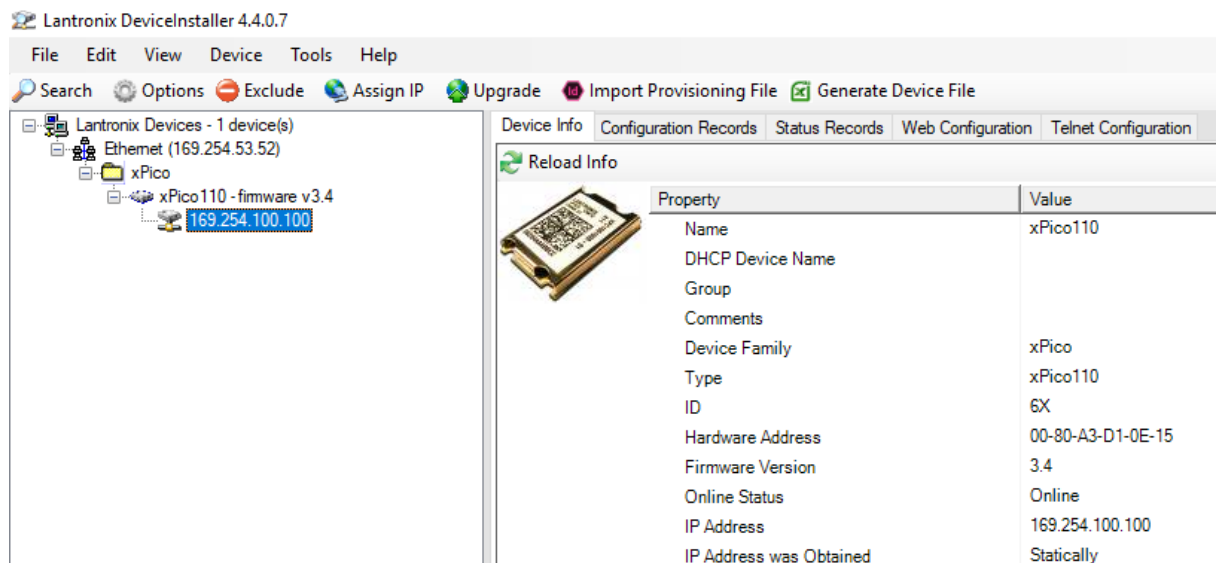 Lantronix DeviceInstaller 4.4.0.7
File Edit View Device Tools Help
Search Options Exclude Assign IP Upgrade Import Provisioning File Generate Device File
Lantronix Devices - 1 device(s)
Ethernet (169.254.53.52)
xPico
xPico110 - firmware v3.4
169.254.100.100
Device Info Configuration Records Status Records Web Configuration Telnet Configuration
Reload Info
Property Value
Name xPico110
DHCP Device Name
Group
Comments
Device Family xPico
Type xPico110
ID 6X
Hardware Address 00-80-A3-D1-0E-15
Firmware Version 3.4
Online Status Online
IP Address 169.254.100.100
IP Address was Obtained Statically